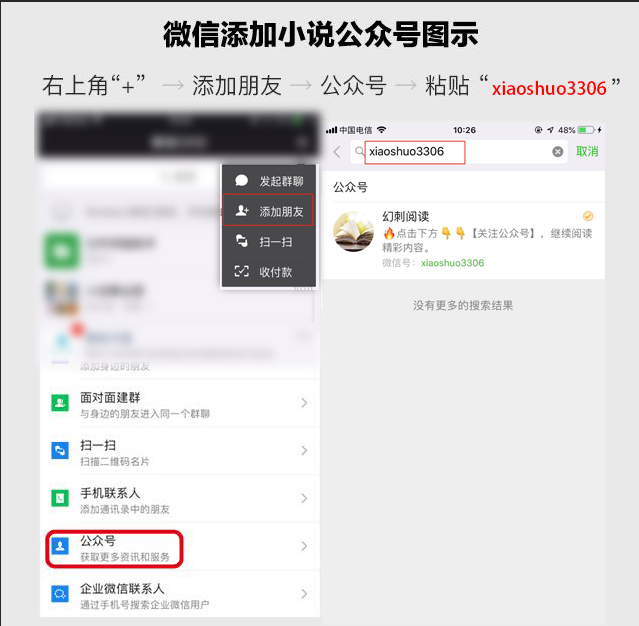 微信添加小说公众号图示
右上角“+” → 添加朋友 → 公众号 → 粘贴 “xiaoshuo3306”
中国电信
10:26
48%
xiaoshuo3306
取消
发起群聊
添加朋友
扫一扫
收付款
公众号
幻刺阅读
点击下方【关注公众号】，继续阅读
精彩内容。
微信号：xiaoshuo3306
没有更多的搜索结果
添加身边的朋友
面对面建群
与身边的朋友进入同一个群聊
扫一扫
扫描二维码名片
手机联系人
添加通讯录中的朋友
公众号
获取更多资讯和服务
企业微信联系人
通过手机号搜索企业微信用户